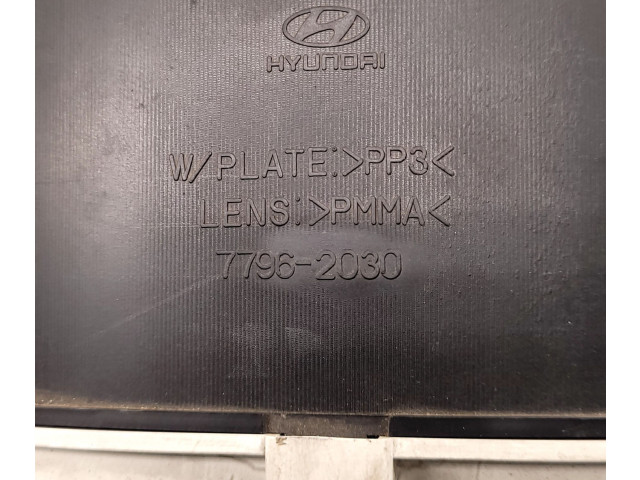 HYUNDAI
W/PLATE:>PP3<
LENS:>PMMA<
7796-2030